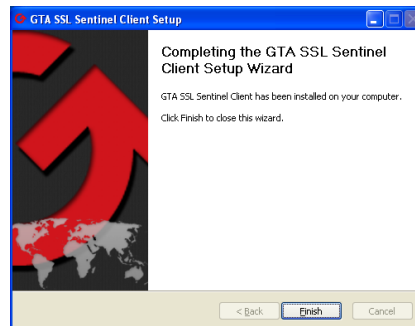 GTA SSL Sentinel Client Setup
Completing the GTA SSL Sentinel
Client Setup Wizard
GTA SSL Sentinel Client has been installed on your computer.
Click Finish to close this wizard.
< Back
Finish
Cancel